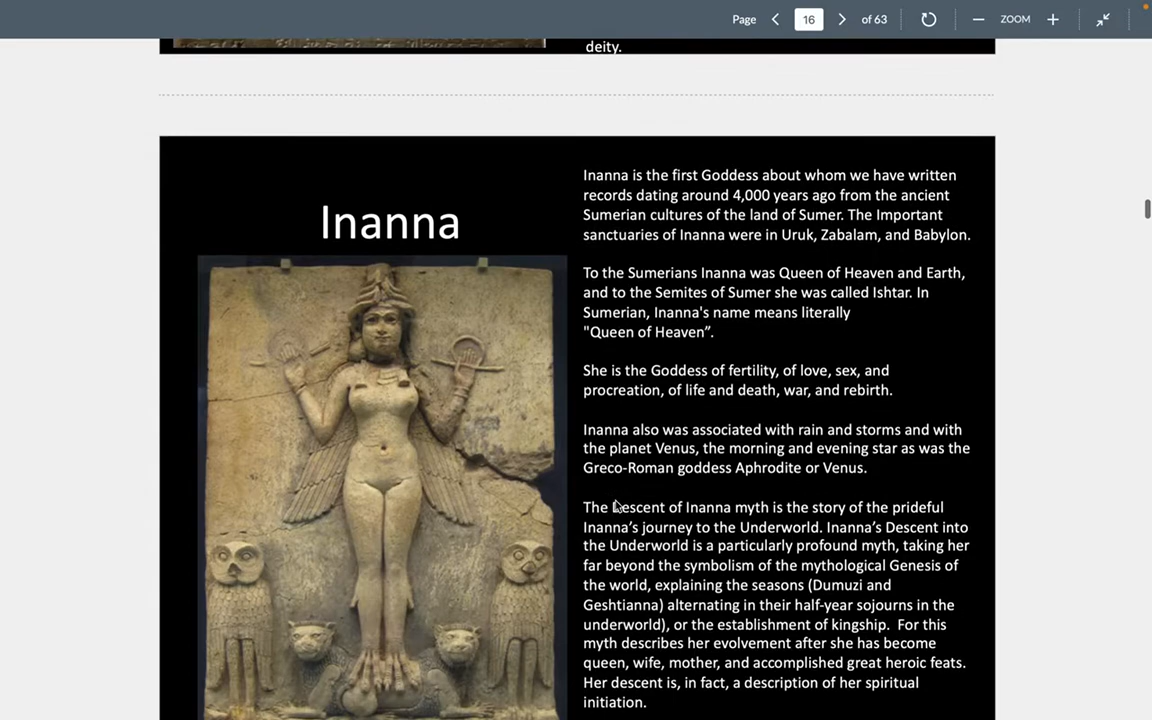 Page 16 of 63 ZOOM
deity.
Inanna
Inanna is the first Goddess about whom we have written
records dating around 4,000 years ago from the ancient
Sumerian cultures of the land of Sumer. The Important
sanctuaries of Inanna were in Uruk, Zabalam, and Babylon.
To the Sumerians Inanna was Queen of Heaven and Earth,
and to the Semites of Sumer she was called Ishtar. In
Sumerian, Inanna's name means literally
"Queen of Heaven”.
She is the Goddess of fertility, of love, sex, and
procreation, of life and death, war, and rebirth.
Inanna also was associated with rain and storms and with
the planet Venus, the morning and evening star as was the
Greco-Roman goddess Aphrodite or Venus.
The Descent of Inanna myth is the story of the prideful
Inanna’s journey to the Underworld. Inanna’s Descent into
the Underworld is a particularly profound myth, taking her
far beyond the symbolism of the mythological Genesis of
the world, explaining the seasons (Dumuzi and
Geshtianna) alternating in their half-year sojourns in the
underworld), or the establishment of kingship.  For this
myth describes her evolvement after she has become
queen, wife, mother, and accomplished great heroic feats.
Her descent is, in fact, a description of her spiritual
initiation.